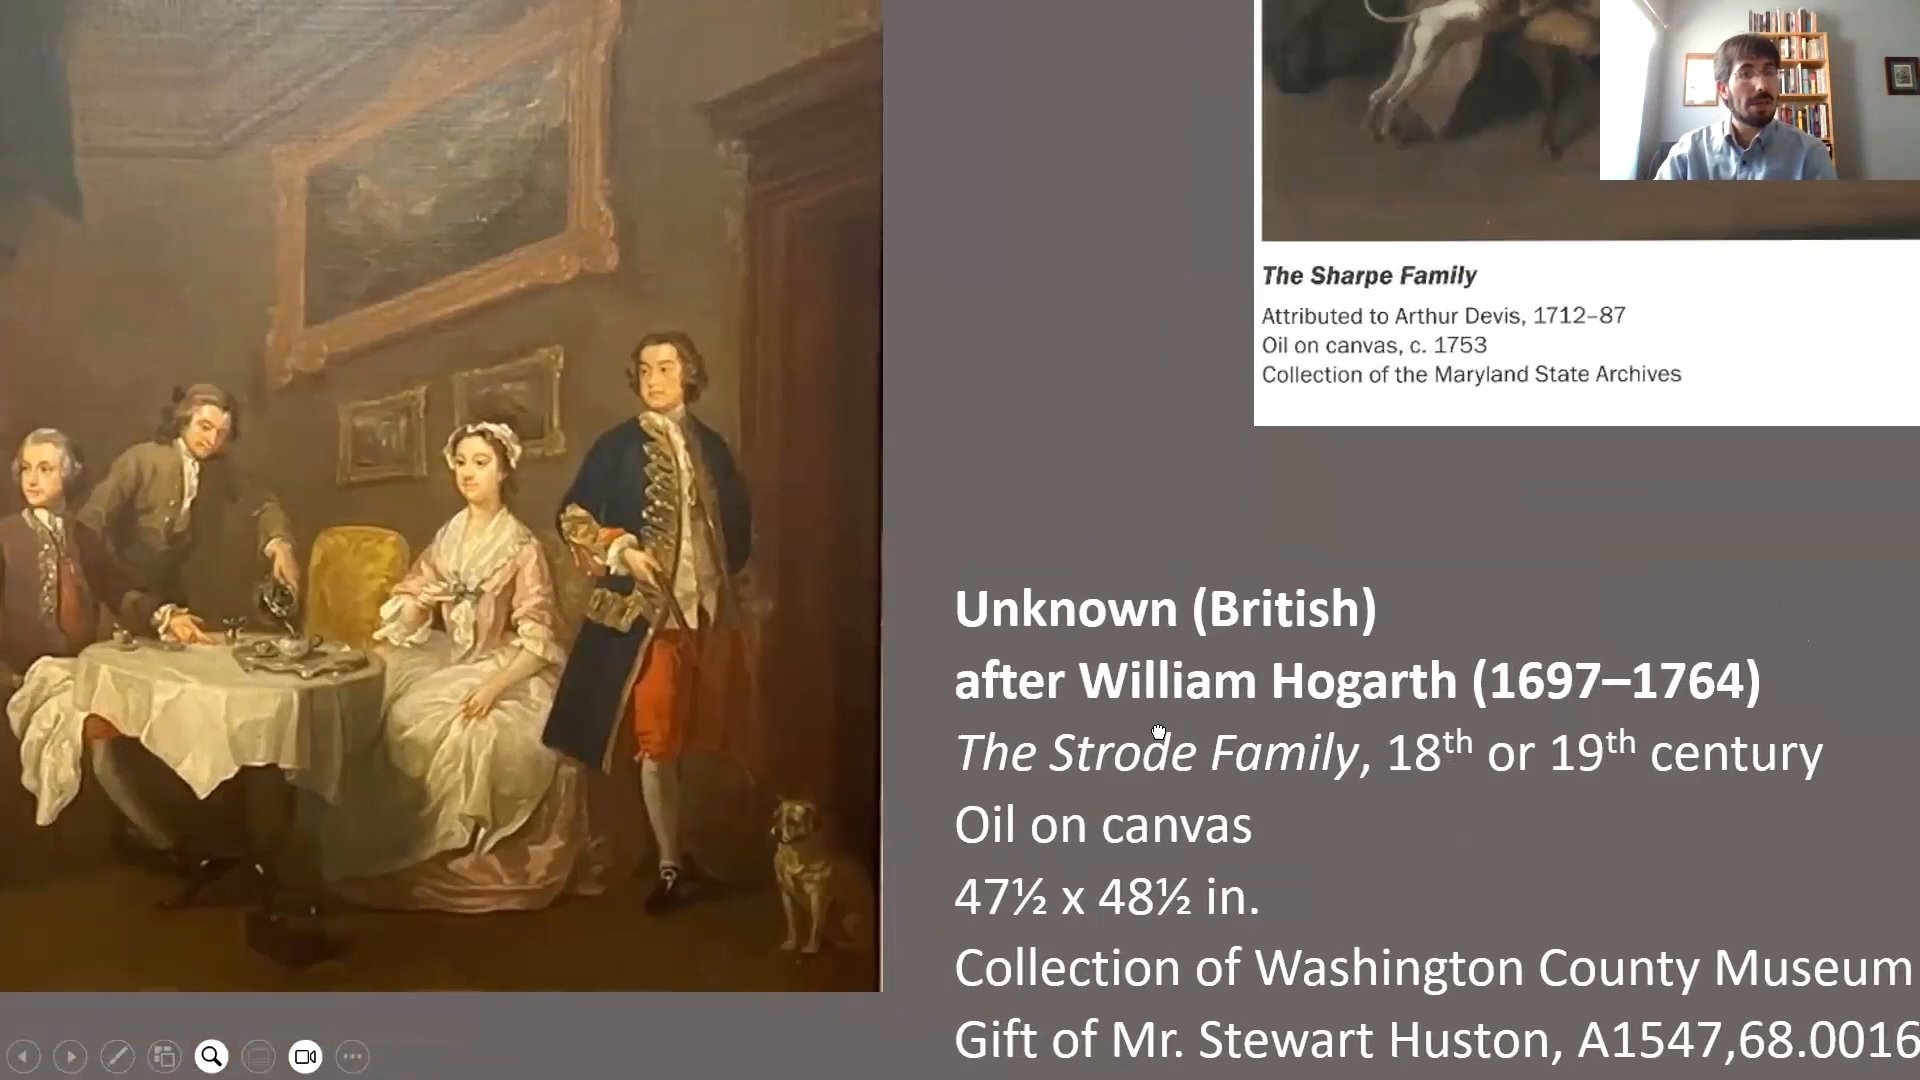 The Sharpe Family
Attributed to Arthur Devis, 1712–87
Oil on canvas, c. 1753
Collection of the Maryland State Archives
Unknown (British)
after William Hogarth (1697–1764)
The Strode Family, 18th or 19th century
Oil on canvas
47½ x 48½ in.
Collection of Washington County Museum
Gift of Mr. Stewart Huston, A1547,68.0016